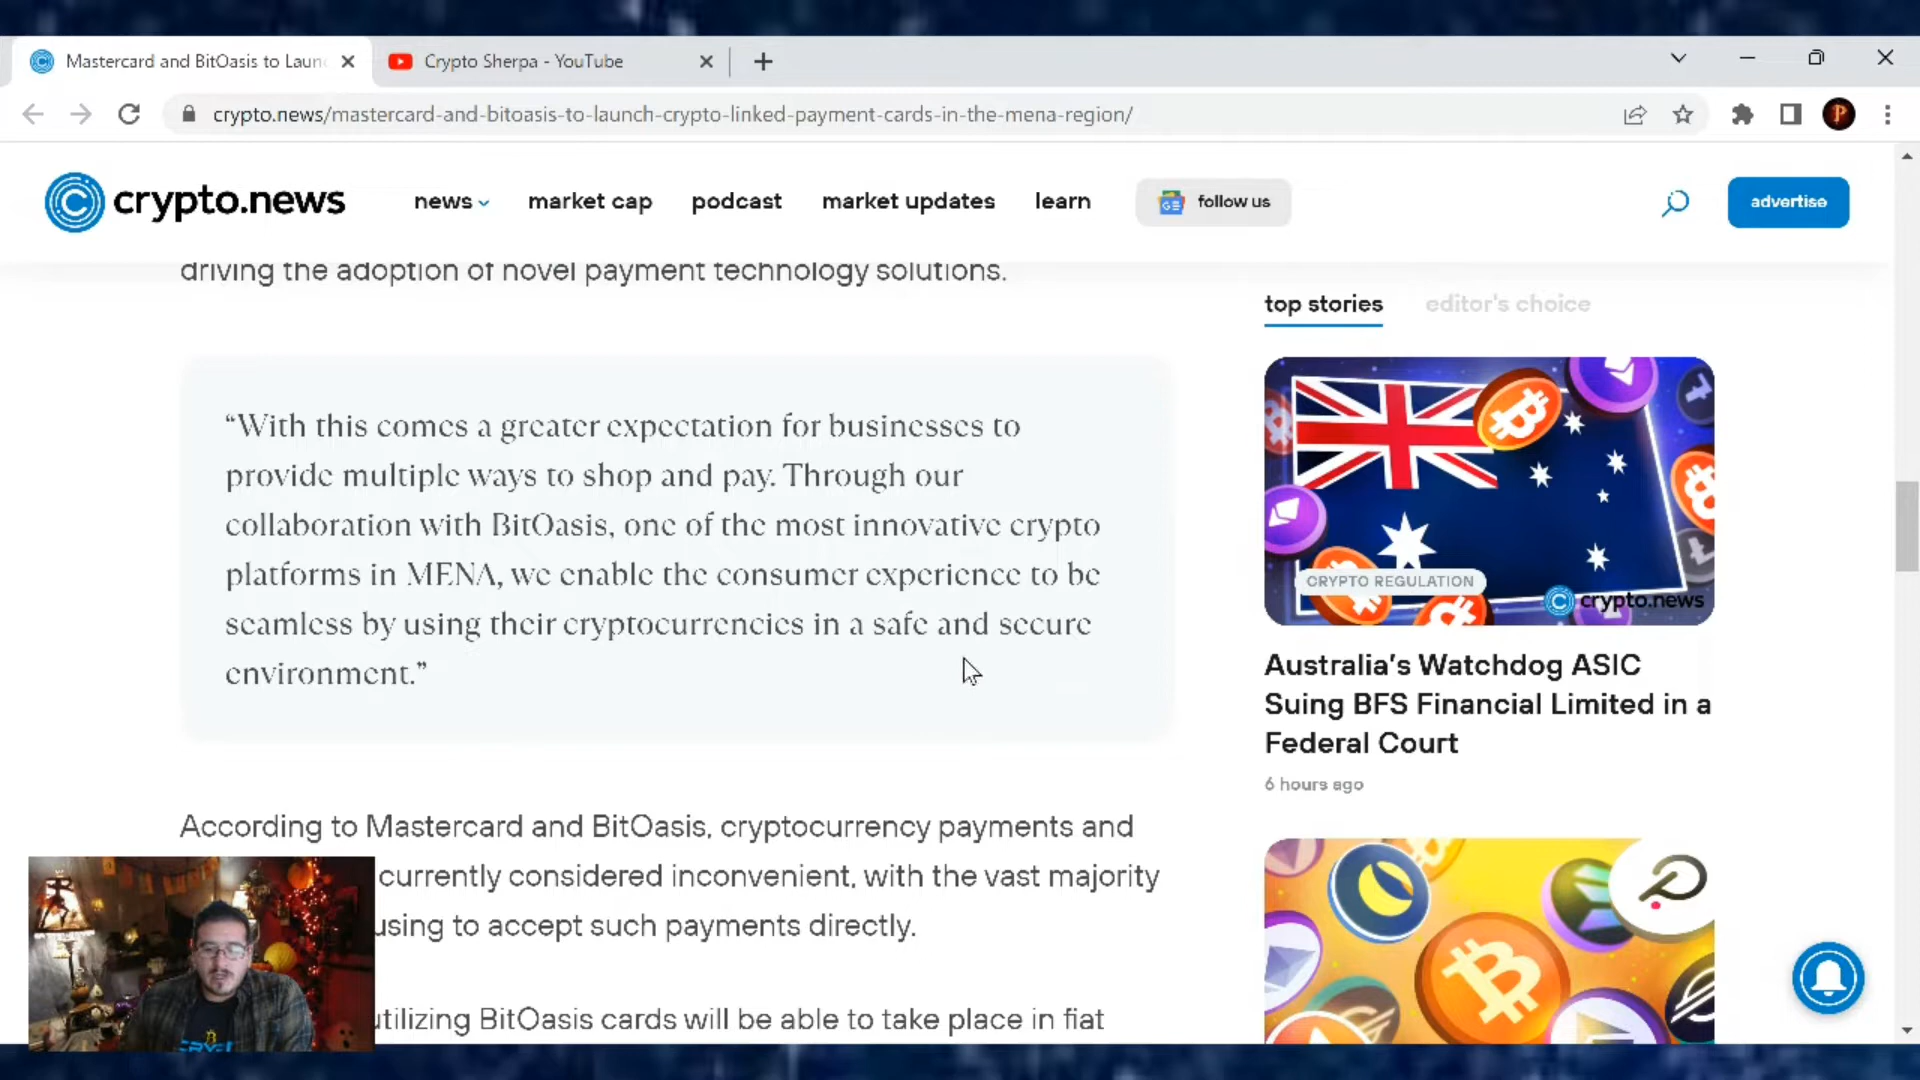 Mastercard and BitOasis to Laun
Crypto Sherpa - YouTube
crypto.news/mastercard-and-bitoasis-to-launch-crypto-linked-payment-cards-in-the-mena-region/
P
crypto.news
news
market cap
podcast
market updates
learn
GE
follow us
advertise
driving the adoption of novel payment technology solutions.
“With this comes a greater expectation for businesses to
provide multiple ways to shop and pay. Through our
collaboration with BitOasis, one of the most innovative crypto
platforms in MENA, we enable the consumer experience to be
seamless by using their cryptocurrencies in a safe and secure
environment.”
According to Mastercard and BitOasis, cryptocurrency payments and
currently considered inconvenient, with the vast majority
using to accept such payments directly.
utilizing BitOasis cards will be able to take place in fiat
top stories
editor's choice
CRYPTO REGULATION
crypto.news
Australia’s Watchdog ASIC
Suing BFS Financial Limited in a
Federal Court
6 hours ago